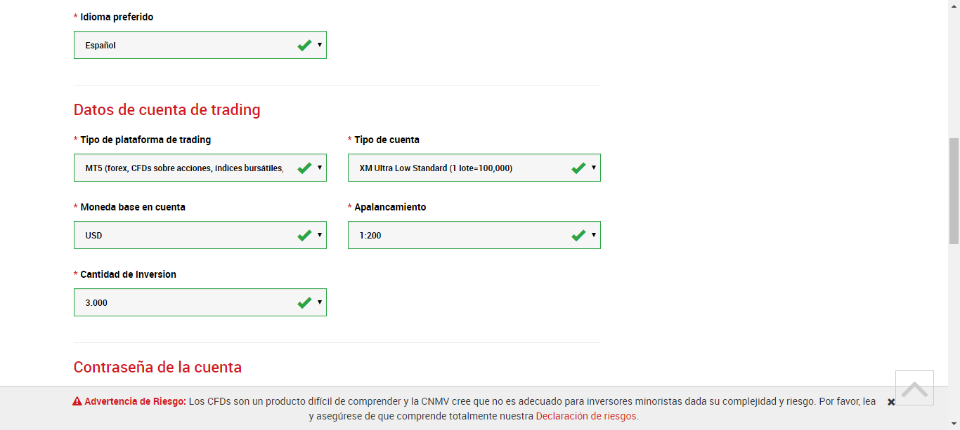 * Idioma preferido
Español
Datos de cuenta de trading
* Tipo de plataforma de trading
* Tipo de cuenta
MT5 (forex, CFDs sobre acciones, índices bursátiles,
XM Ultra Low Standard (1 lote=100,000)
* Moneda base en cuenta
* Apalancamiento
USD
1:200
* Cantidad de Inversion
3.000
Contraseña de la cuenta
Advertencia de Riesgo: Los CFDs son un producto difícil de comprender y la CNMV cree que no es adecuado para inversores minoristas dada su complejidad y riesgo. Por favor, lea
y asegúrese de que comprende totalmente nuestra Declaración de riesgos.